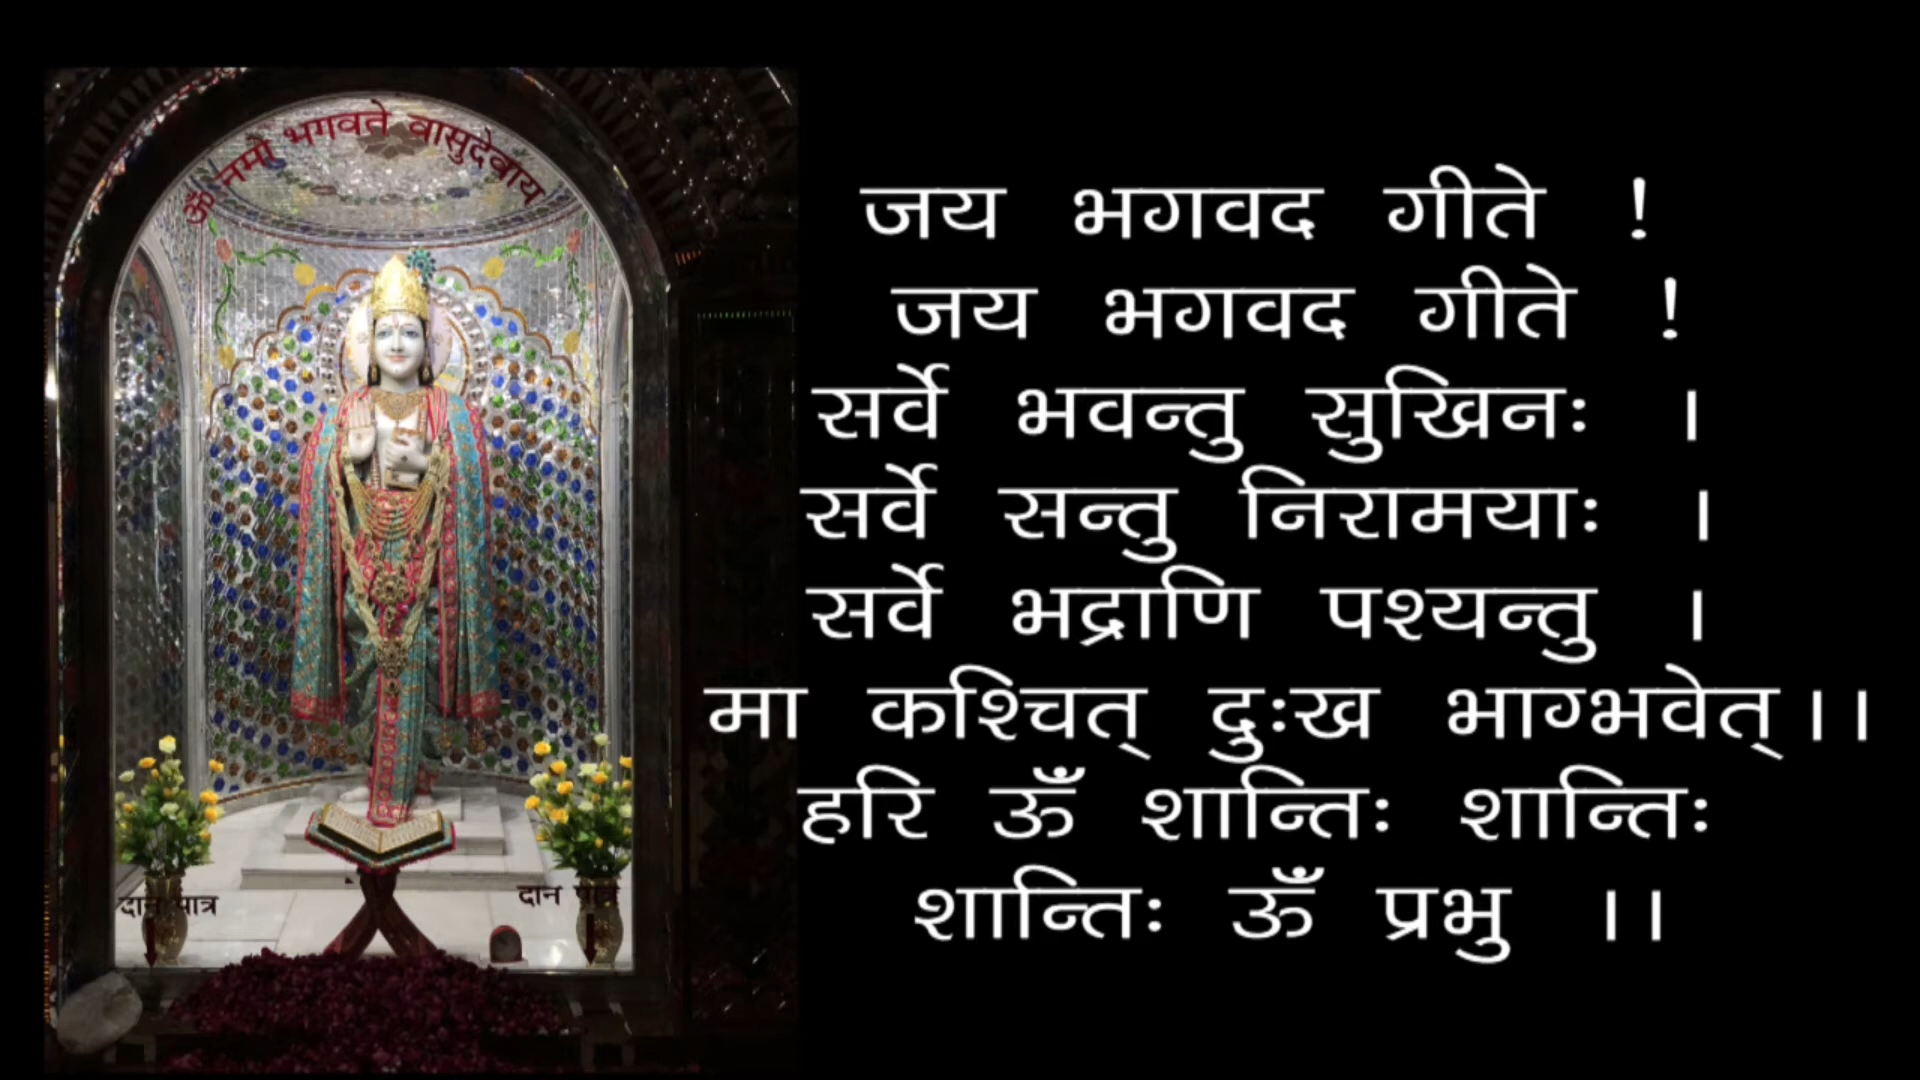 ॐ नमो भगवते वासुदेवाय
दान पात्र
दान पात्र
जय भगवद गीते !
जय भगवद गीते !
सर्वे भवन्तु सुखिनः ।
सर्वे सन्तु निरामयाः ।
सर्वे भद्राणि पश्यन्तु ।
मा कश्चित् दुःख भाग्भवेत् ।।
हरि ऊँ शान्तिः शान्तिः
शान्तिः ऊँ प्रभु ।।